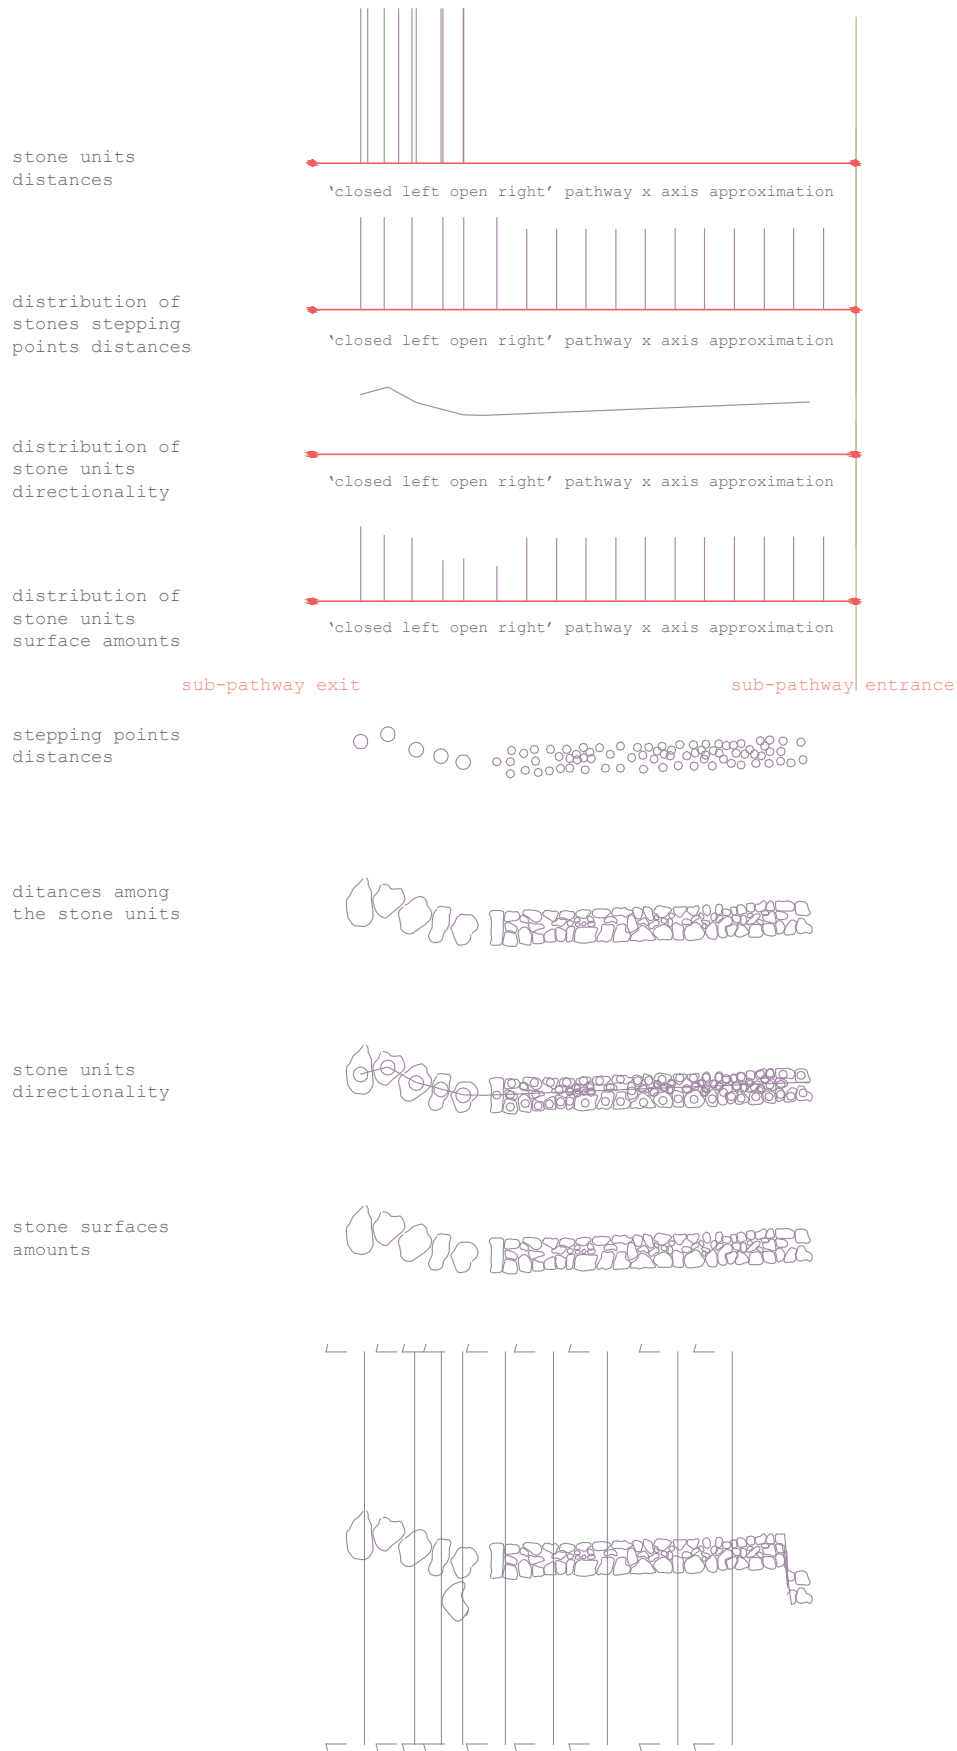 stone units
distances
‘closed left open right’ pathway x axis approximation
distribution of
stones stepping
points distances
‘closed left open right’ pathway x axis approximation
distribution of
stone units
directionality
‘closed left open right’ pathway x axis approximation
distribution of
stone units
surface amounts
‘closed left open right’ pathway x axis approximation
sub-pathway exit
sub-pathway entrance
stepping points
distances
ditances among
the stone units
stone units
directionality
stone surfaces
amounts